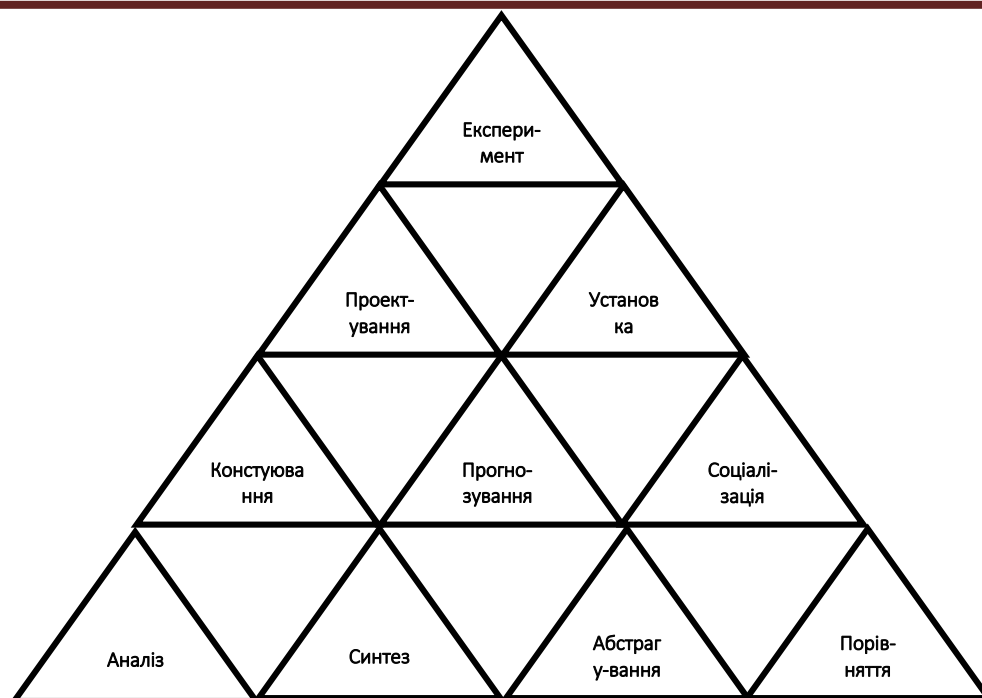 Експери-
мент
Проект-
ування
Установ
ка
Констуюва
ння
Прогно-
зування
Соціалі-
зація
Аналіз
Синтез
Абстраг
у-вання
Порів-
няття